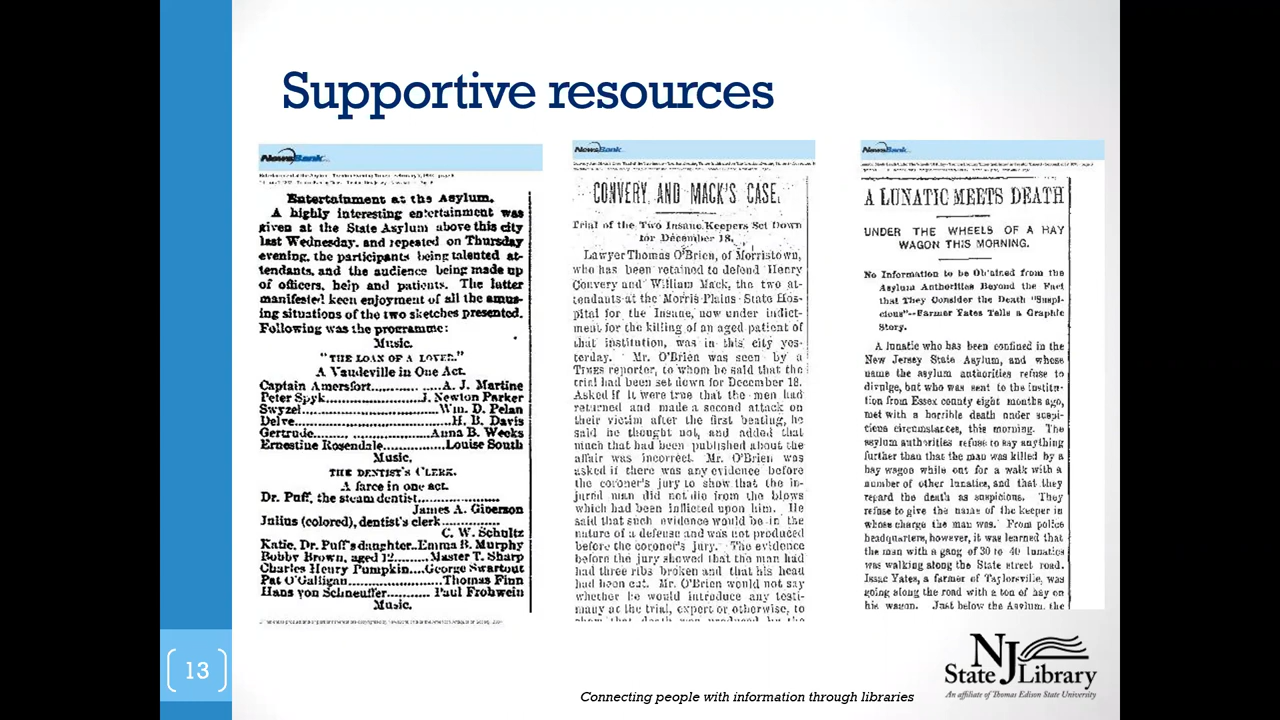 Supportive resources
NewsBank
Entertainment at the Asylum.
A highly interesting entertainment was
given at the State Asylum above this city
last Wednesday, and repeated on Thursday
evening, the participants being talented at-
tendants, and the audience being made up
of officers, help and patients. The latter
manifested keen enjoyment of all the amus-
ing situations of the two sketches presented.
Following was the programme:
Music.
"THE LOAN OF A LOVER."
A Vaudeville in One Act.
Captain Amersfort..............A. J. Martine
Peter Spyk..................J. Newton Parker
Swyzel........................Wm. D. Pelan
Delve..........................H. B. Davis
Gertrude....................Anna B. Weeks
Ernestine Rosendale............Louise South
Music.
THE DENTIST'S CLERK.
A farce in one act.
Dr. Puff, the steam dentist................
James A. Gioerson
Julius (colored), dentist's clerk............
C. W. Schultz
Katie, Dr. Puff's daughter..Emma B. Murphy
Bobby Brown, aged 12......Master T. Sharp
Charles Henry Pumpkin....George Swartout
Pat O'Galligan................Thomas Finn
Hans von Schneuffer........Paul Frohwein
Music.
NewsBank
CONVERY AND MACK'S CASE.
Trial of the Two Insane Keepers Set Down
for December 18.
Lawyer Thomas O'Brien, of Morristown,
who has been retained to defend Henry
Convery and William Mack, the two at-
tendants at the Morris Plains State Hos-
pital for the Insane, now under indict-
ment for the killing of an aged patient of
that institution, was in this city yes-
terday. Mr. O'Brien was seen by a
TIMES reporter, to whom he said that the
trial had been set down for December 18.
Asked if it were true that the men had
returned and made a second attack on
their victim after the first beating, he
said he thought not, and added that
much that had been published about the
affair was incorrect. Mr. O'Brien was
asked if there was any evidence before
the coroner's jury to show that the in-
jured man did not die from the blows
which had been inflicted upon him. He
said that such evidence would be in the
nature of a defense and was not produced
before the coroner's jury. The evidence
before the jury showed that the man had
had three ribs broken and that his head
had been cut. Mr. O'Brien would not say
whether he would introduce any testi-
mony at the trial, expert or otherwise, to
show that death was produced by the
NewsBank
A LUNATIC MEETS DEATH
UNDER THE WHEELS OF A HAY
WAGON THIS MORNING.
No Information to be Obtained from the
Asylum Authorities Beyond the Fact
that They Consider the Death "Suspi-
cious"--Farmer Yates Tells a Graphic
Story.
A lunatic who has been confined in the
New Jersey State Asylum, and whose
name the asylum authorities refuse to
divulge, but who was sent to the institu-
tion from Essex county eight months ago,
met with a horrible death under suspi-
cious circumstances, this morning. The
asylum authorities refuse to say anything
further than that the man was killed by a
hay wagon while out for a walk with a
number of other lunatics, and that they
regard the death as suspicious. They
refuse to give the name of the keeper in
whose charge the man was. From police
headquarters, however, it was learned that
the man with a gang of 30 to 40 lunatics
was walking along the State street road.
Isaac Yates, a farmer of Taylorsville, was
going along the road with a ton of hay on
his wagon. Just below the Asylum, the
13
Connecting people with information through libraries
NJ
State Library
An affiliate of Thomas Edison State University